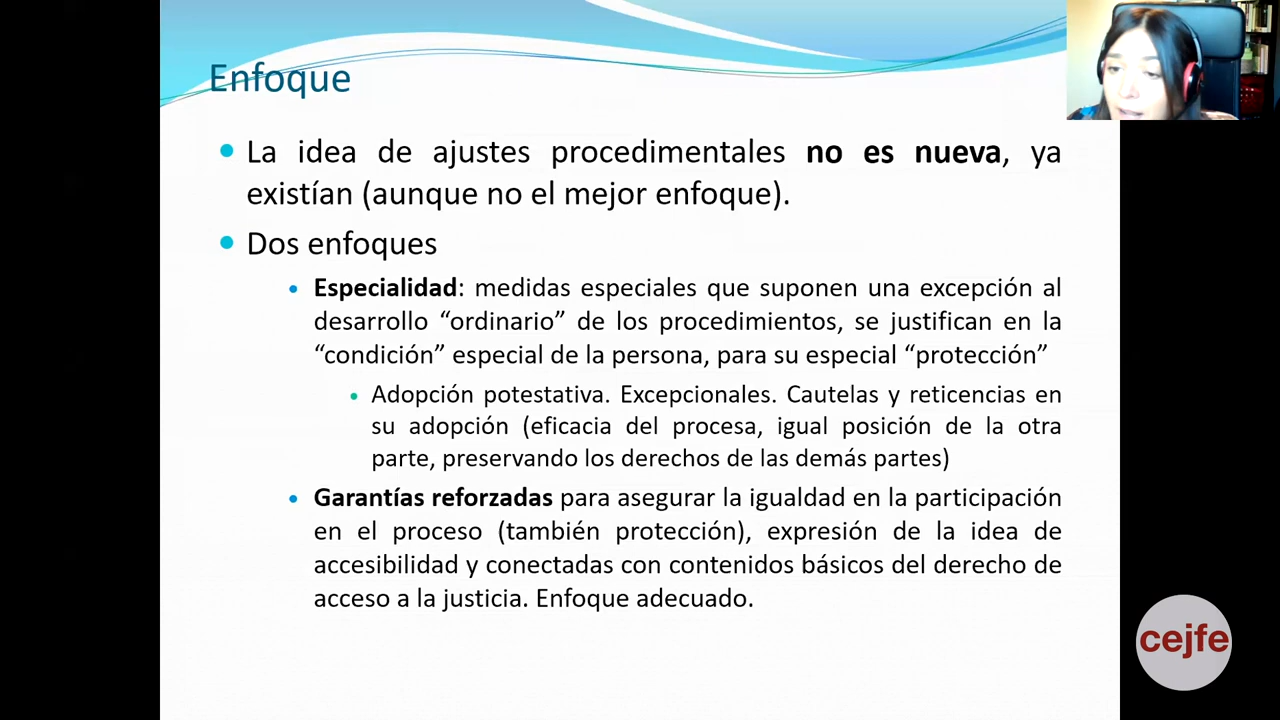 Enfoque
La idea de ajustes procedimentales no es nueva, ya
existían (aunque no el mejor enfoque).
Dos enfoques
Especialidad: medidas especiales que suponen una excepción al
desarrollo “ordinario” de los procedimientos, se justifican en la
“condición” especial de la persona, para su especial “protección”
Adopción potestativa. Excepcionales. Cautelas y reticencias en
su adopción (eficacia del procesa, igual posición de la otra
parte, preservando los derechos de las demás partes)
Garantías reforzadas para asegurar la igualdad en la participación
en el proceso (también protección), expresión de la idea de
accesibilidad y conectadas con contenidos básicos del derecho de
acceso a la justicia. Enfoque adecuado.
cejfe